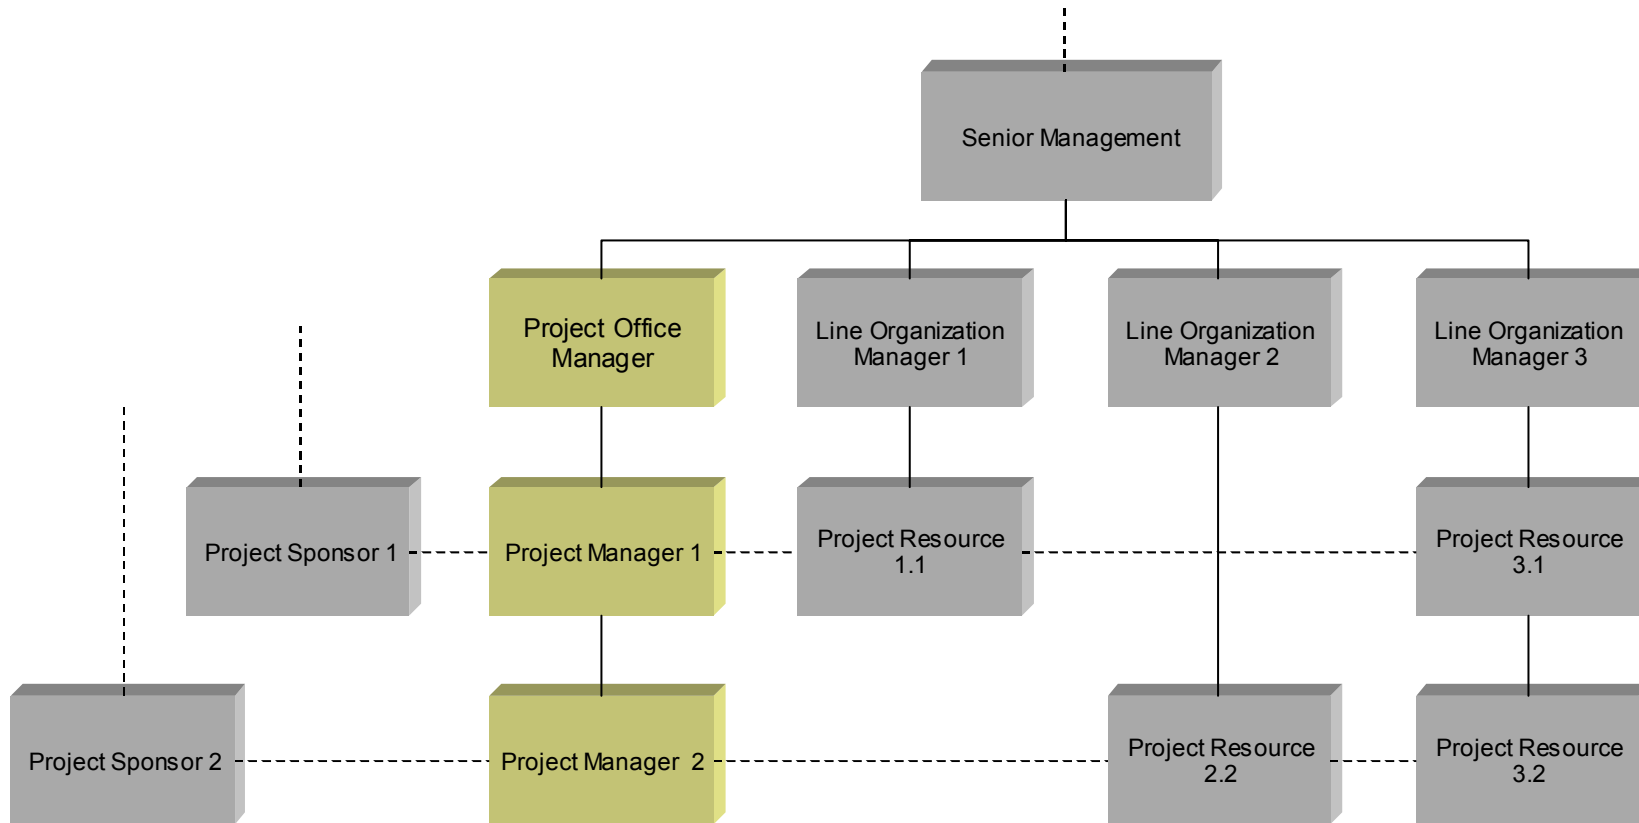 Senior Management
Project Office
Manager
Line Organization
Manager 1
Line Organization
Manager 2
Line Organization
Manager 3
Project Sponsor 1
Project Manager 1
Project Resource
1.1
Project Resource
3.1
Project Sponsor 2
Project Manager 2
Project Resource
2.2
Project Resource
3.2